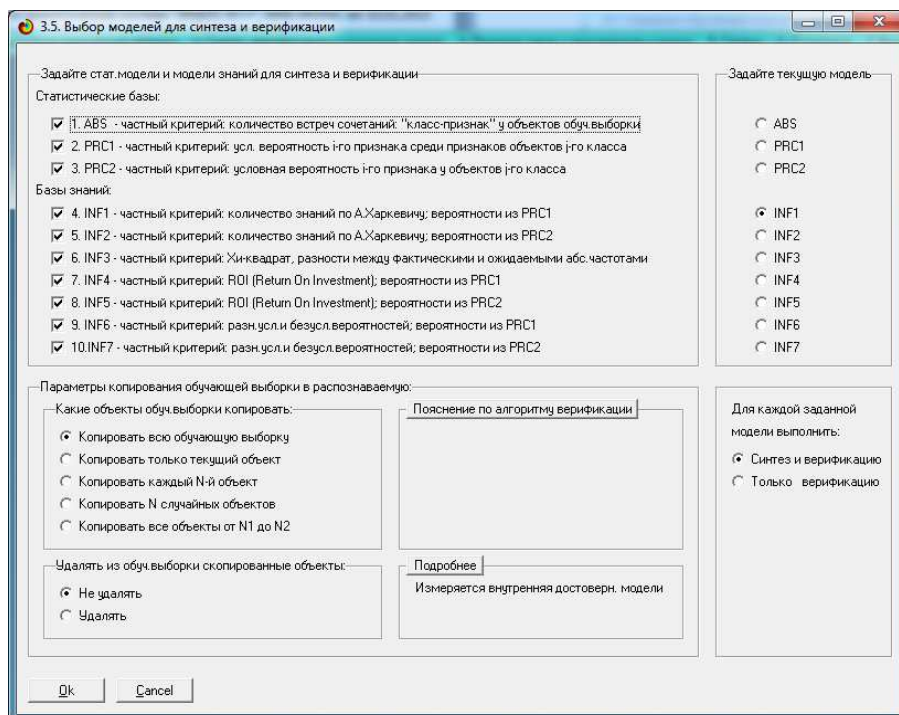 3.5. Выбор моделей для синтеза и верификации
Задайте стат.модели и модели знаний для синтеза и верификации
Статистические базы:
1. ABS - частный критерий: количество встреч сочетаний: "класс-признак" у объектов обуч.выборки
2. PRC1 - частный критерий: усл. вероятность i-го признака среди признаков объектов j-го класса
3. PRC2 - частный критерий: условная вероятность i-го признака у объектов j-го класса
Базы знаний:
4. INF1 - частный критерий: количество знаний по А.Харкевичу; вероятности из PRC1
5. INF2 - частный критерий: количество знаний по А.Харкевичу; вероятности из PRC2
6. INF3 - частный критерий: Хи-квадрат, разности между фактическими и ожидаемыми абс.частотами
7. INF4 - частный критерий: ROI (Return On Investment); вероятности из PRC1
8. INF5 - частный критерий: ROI (Return On Investment); вероятности из PRC2
9. INF6 - частный критерий: разн.усл.и безусл.вероятностей; вероятности из PRC1
10.INF7 - частный критерий: разн.усл.и безусл.вероятностей; вероятности из PRC2
Задайте текущую модель
ABS
PRC1
PRC2
INF1
INF2
INF3
INF4
INF5
INF6
INF7
Параметры копирования обучающей выборки в распознаваемую:
Какие объекты обуч.выборки копировать:
Копировать всю обучающую выборку
Копировать только текущий объект
Копировать каждый N-й объект
Копировать N случайных объектов
Копировать все объекты от N1 до N2
Пояснение по алгоритму верификации
Удалять из обуч.выборки скопированные объекты:
Не удалять
Удалять
Подробнее
Измеряется внутренняя достоверн. модели
Для каждой заданной
модели выполнить:
Синтез и верификацию
Только верификацию
Ok
Cancel